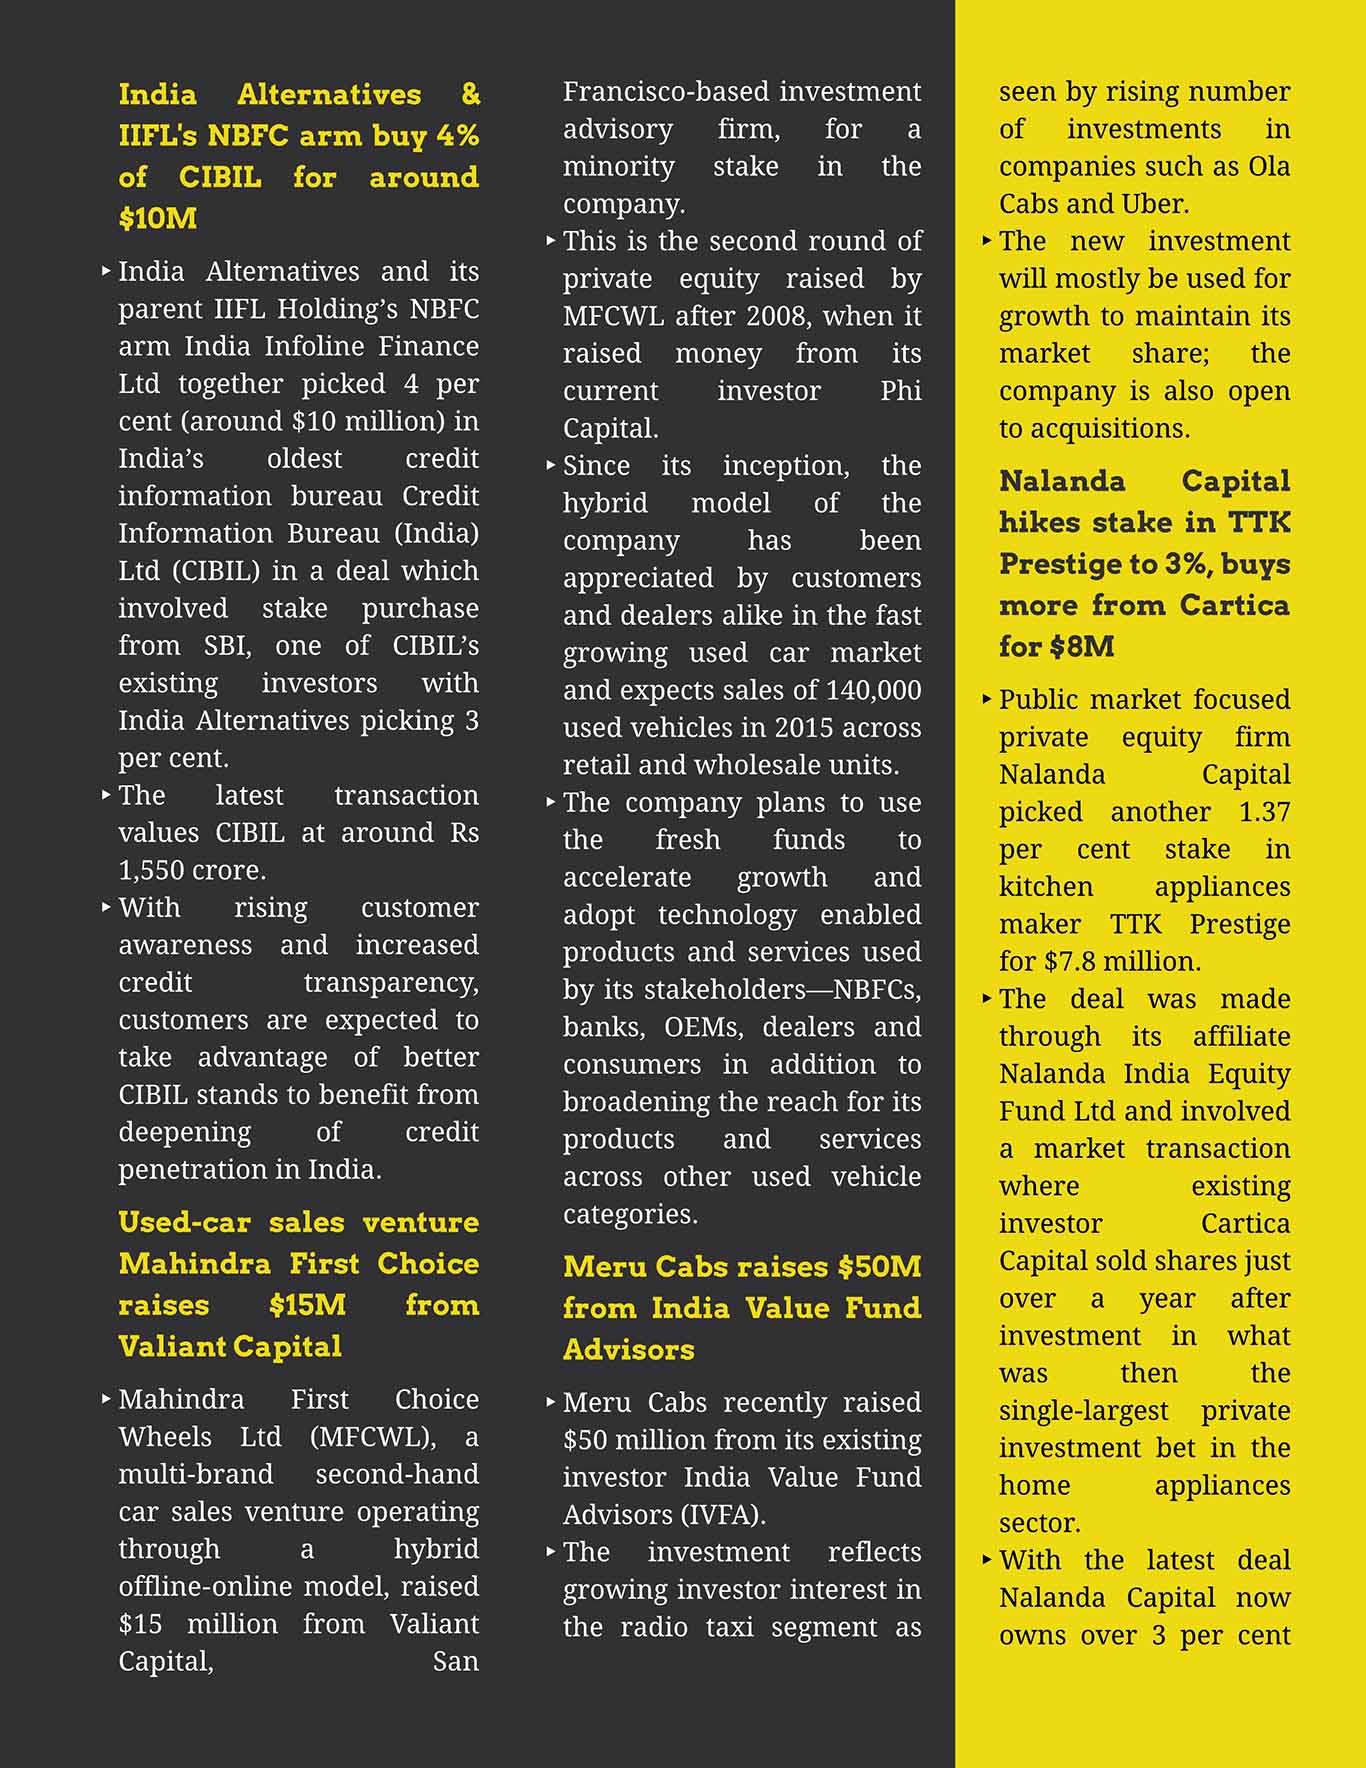 India Alternatives &
IIFL's NBFC arm buy 4%
of CIBIL for around
$10M
‣ India Alternatives and its
parent IIFL Holding’s NBFC
arm India Infoline Finance
Ltd together picked 4 per
cent (around $10 million) in
India’s oldest credit
information bureau Credit
Information Bureau (India)
Ltd (CIBIL) in a deal which
involved stake purchase
from SBI, one of CIBIL’s
existing investors with
India Alternatives picking 3
per cent.
‣ The latest transaction
values CIBIL at around Rs
1,550 crore.
‣ With rising customer
awareness and increased
credit transparency,
customers are expected to
take advantage of better
CIBIL stands to benefit from
deepening of credit
penetration in India.
Used-car sales venture
Mahindra First Choice
raises $15M from
Valiant Capital
‣ Mahindra First Choice
Wheels Ltd (MFCWL), a
multi-brand second-hand
car sales venture operating
through a hybrid
offline-online model, raised
$15 million from Valiant
Capital, San
Francisco-based investment
advisory firm, for a
minority stake in the
company.
‣ This is the second round of
private equity raised by
MFCWL after 2008, when it
raised money from its
current investor Phi
Capital.
‣ Since its inception, the
hybrid model of the
company has been
appreciated by customers
and dealers alike in the fast
growing used car market
and expects sales of 140,000
used vehicles in 2015 across
retail and wholesale units.
‣ The company plans to use
the fresh funds to
accelerate growth and
adopt technology enabled
products and services used
by its stakeholders—NBFCs,
banks, OEMs, dealers and
consumers in addition to
broadening the reach for its
products and services
across other used vehicle
categories.
Meru Cabs raises $50M
from India Value Fund
Advisors
‣ Meru Cabs recently raised
$50 million from its existing
investor India Value Fund
Advisors (IVFA).
‣ The investment reflects
growing investor interest in
the radio taxi segment as
seen by rising number
of investments in
companies such as Ola
Cabs and Uber.
‣ The new investment
will mostly be used for
growth to maintain its
market share; the
company is also open
to acquisitions.
Nalanda Capital
hikes stake in TTK
Prestige to 3%, buys
more from Cartica
for $8M
‣ Public market focused
private equity firm
Nalanda Capital
picked another 1.37
per cent stake in
kitchen appliances
maker TTK Prestige
for $7.8 million.
‣ The deal was made
through its affiliate
Nalanda India Equity
Fund Ltd and involved
a market transaction
where existing
investor Cartica
Capital sold shares just
over a year after
investment in what
was then the
single-largest private
investment bet in the
home appliances
sector.
‣ With the latest deal
Nalanda Capital now
owns over 3 per cent